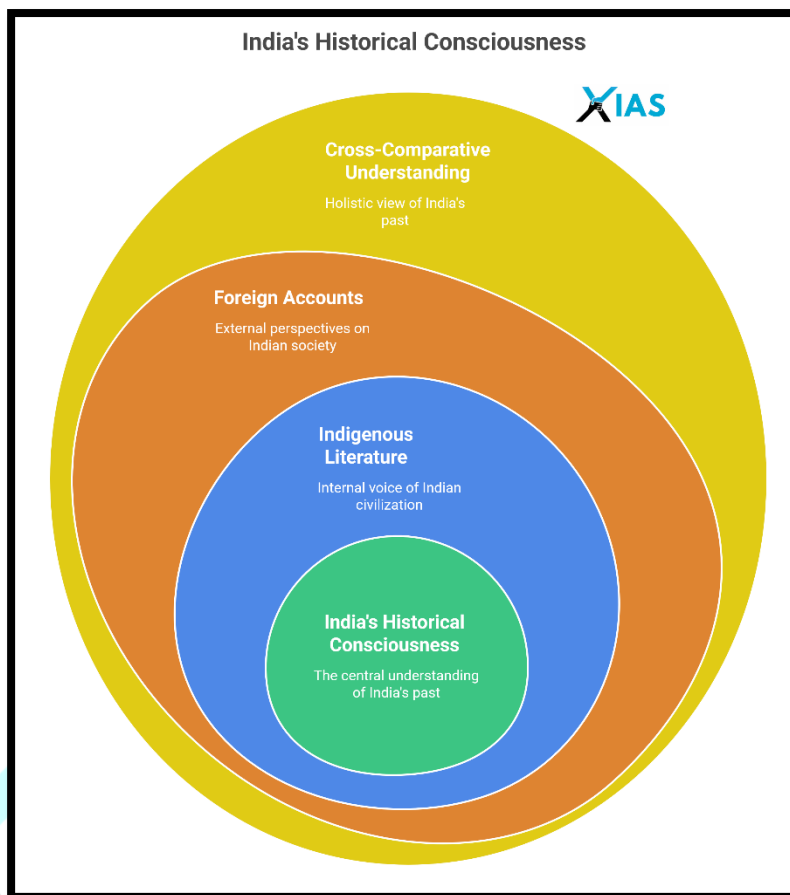 India's Historical Consciousness
XIAS
Cross-Comparative
Understanding
Holistic view of India's
past
Foreign Accounts
External perspectives on
Indian society
Indigenous
Literature
Internal voice of Indian
civilization
India's Historical
Consciousness
The central understanding
of India's past